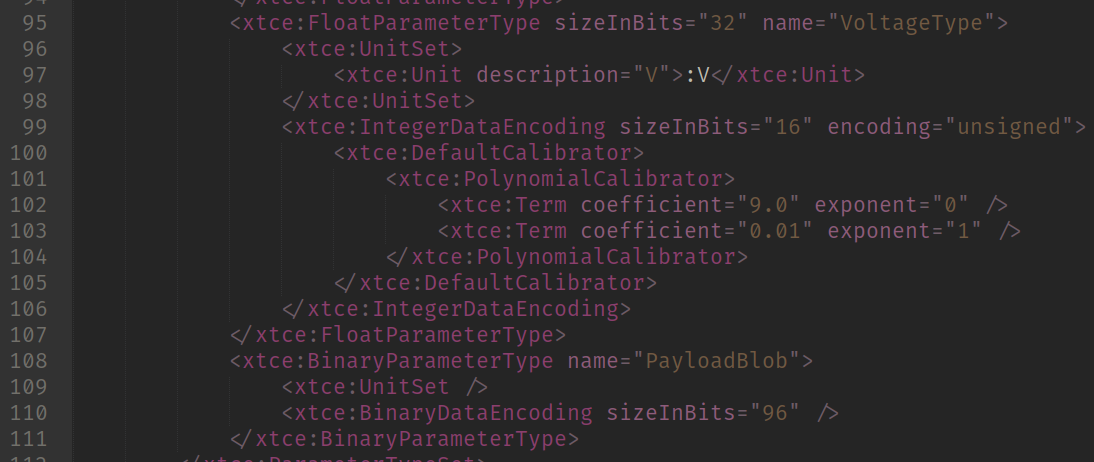 94 </xtce:FloatParameterType>
95 <xtce:FloatParameterType sizeInBits="32" name="VoltageType">
96 <xtce:UnitSet>
97 <xtce:Unit description="V">:V</xtce:Unit>
98 </xtce:UnitSet>
99 <xtce:IntegerDataEncoding sizeInBits="16" encoding="unsigned">
100 <xtce:DefaultCalibrator>
101 <xtce:PolynomialCalibrator>
102 <xtce:Term coefficient="9.0" exponent="0" />
103 <xtce:Term coefficient="0.01" exponent="1" />
104 </xtce:PolynomialCalibrator>
105 </xtce:DefaultCalibrator>
106 </xtce:IntegerDataEncoding>
107 </xtce:FloatParameterType>
108 <xtce:BinaryParameterType name="PayloadBlob">
109 <xtce:UnitSet />
110 <xtce:BinaryDataEncoding sizeInBits="96" />
111 </xtce:BinaryParameterType>
112 </xtce:ParameterTypeSet>